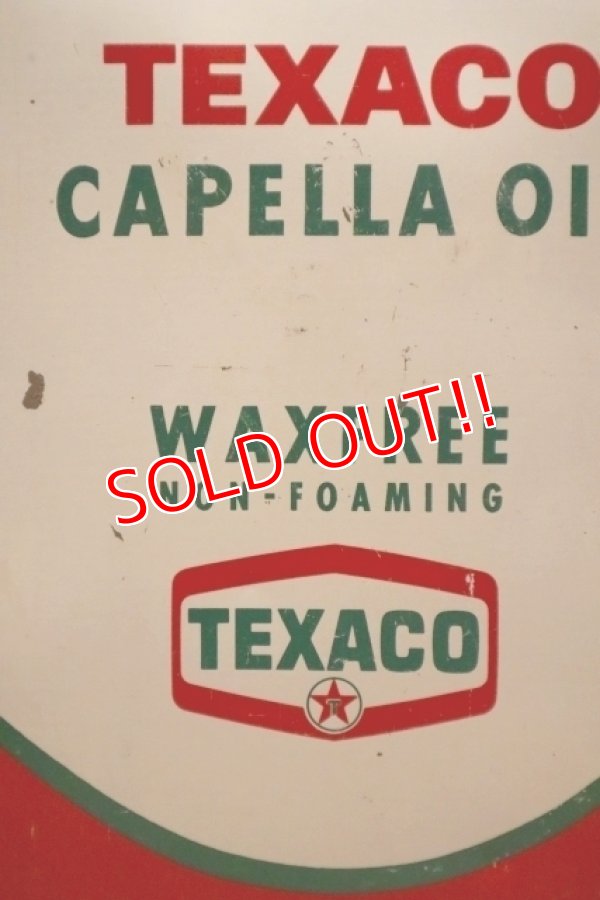 TEXACO
CAPELLA OI
WAXFREE
SOLD OUT!!
NON-FOAMING
TEXACO
T